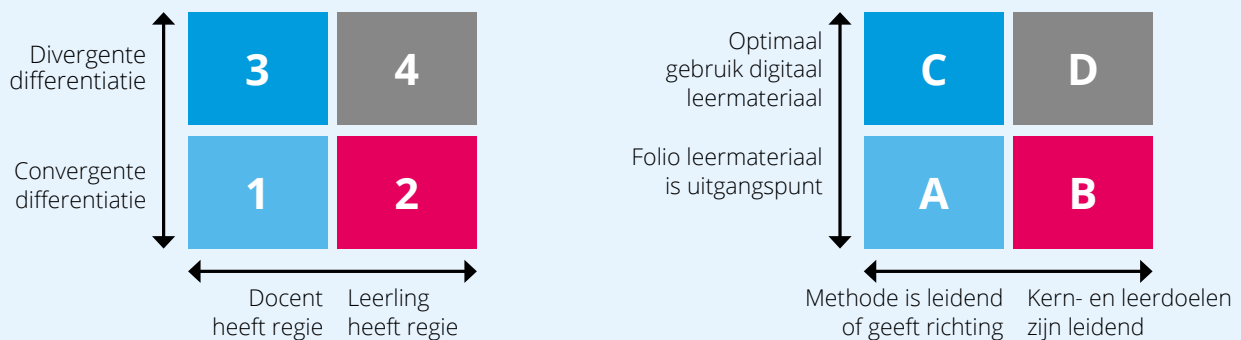 Divergente
differentiatie
3
4
Convergente
differentiatie
1
2
Docent
heeft regie
Leerling
heeft regie
Optimaal
gebruik digitaal
leermateriaal
C
D
Folio leermateriaal
is uitgangspunt
A
B
Methode is leidend
of geeft richting
Kern- en leerdoelen
zijn leidend